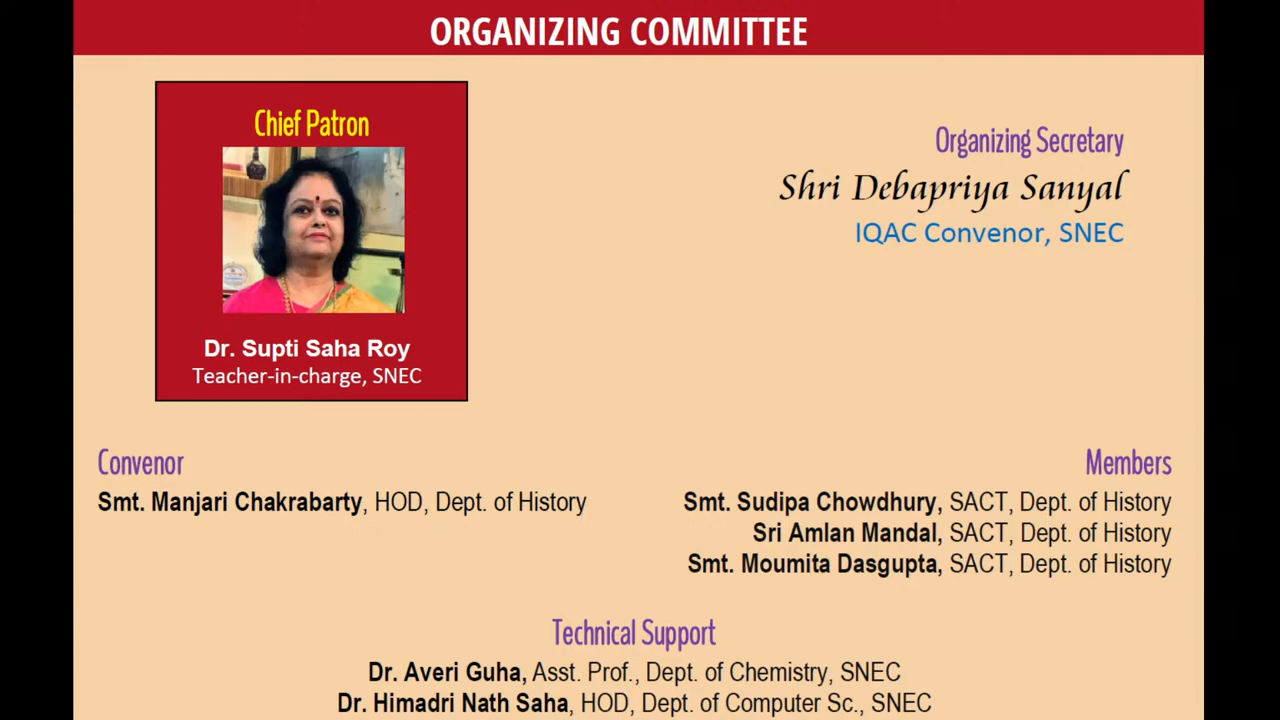 ORGANIZING COMMITTEE
Chief Patron
Dr. Supti Saha Roy
Teacher-in-charge, SNEC
Organizing Secretary
Shri Debapriya Sanyal
IQAC Convenor, SNEC
Convenor
Smt. Manjari Chakrabarty, HOD, Dept. of History
Members
Smt. Sudipa Chowdhury, SACT, Dept. of History
Sri Amlan Mandal, SACT, Dept. of History
Smt. Moumita Dasgupta, SACT, Dept. of History
Technical Support
Dr. Averi Guha, Asst. Prof., Dept. of Chemistry, SNEC
Dr. Himadri Nath Saha, HOD, Dept. of Computer Sc., SNEC